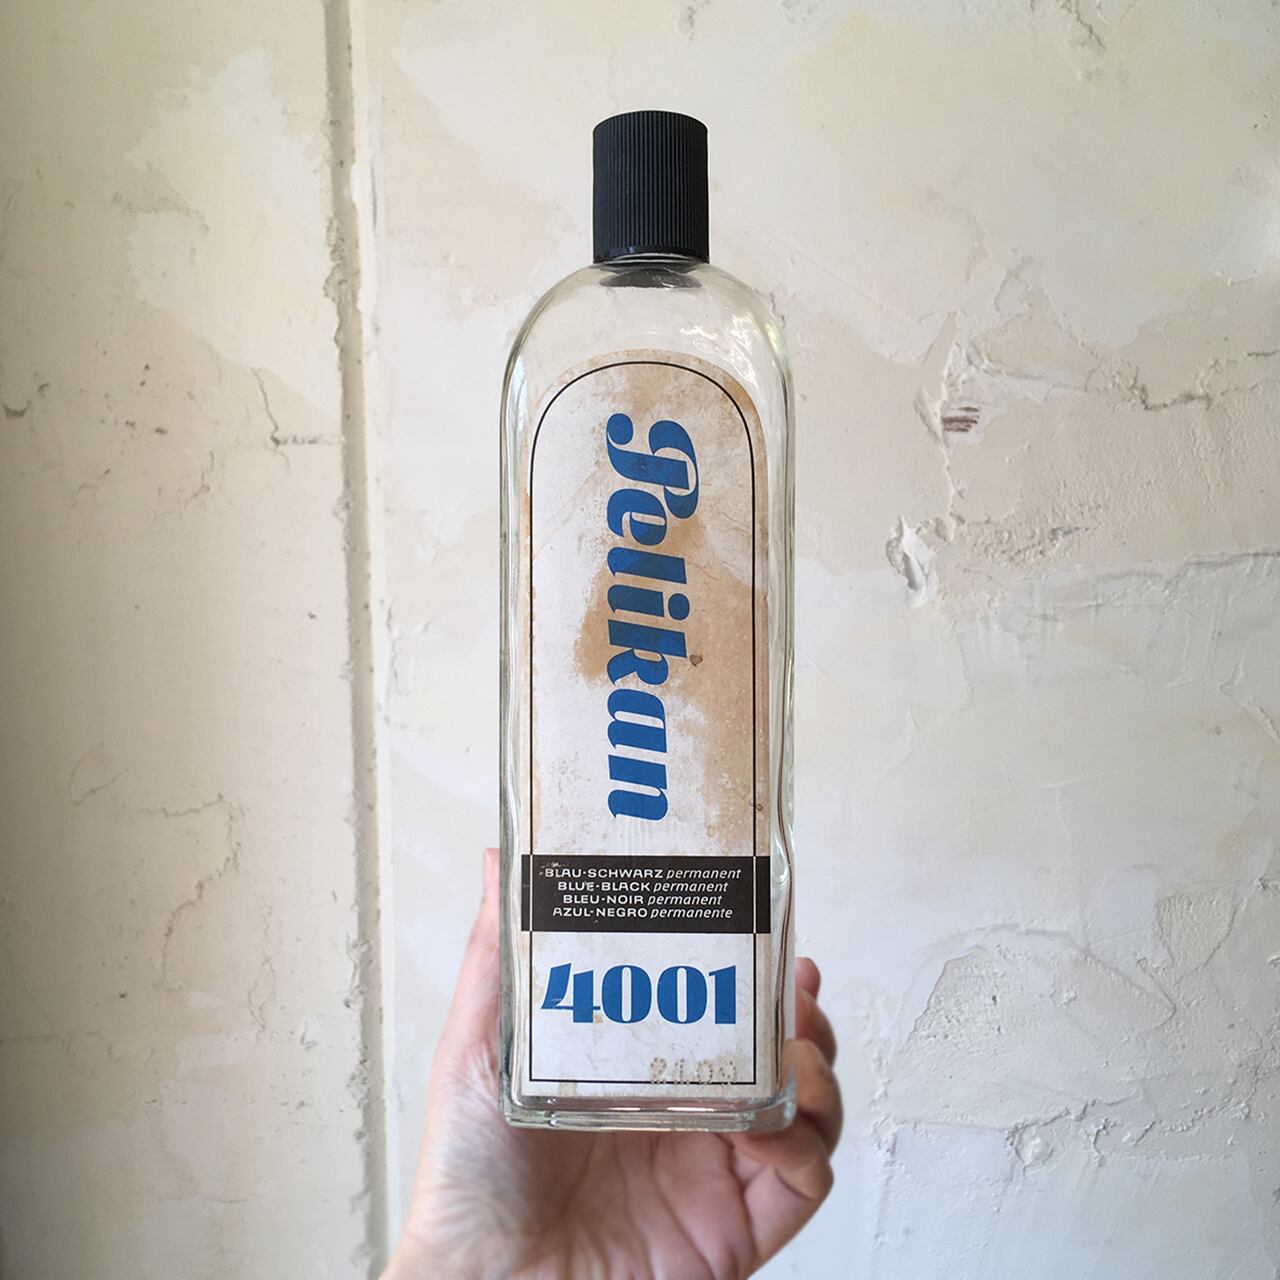 Pelikan
BLAU-SCHWARZ permanent
BLUE-BLACK permanent
BLEU-NOIR permanent
AZUL-NEGRO permanente
4001